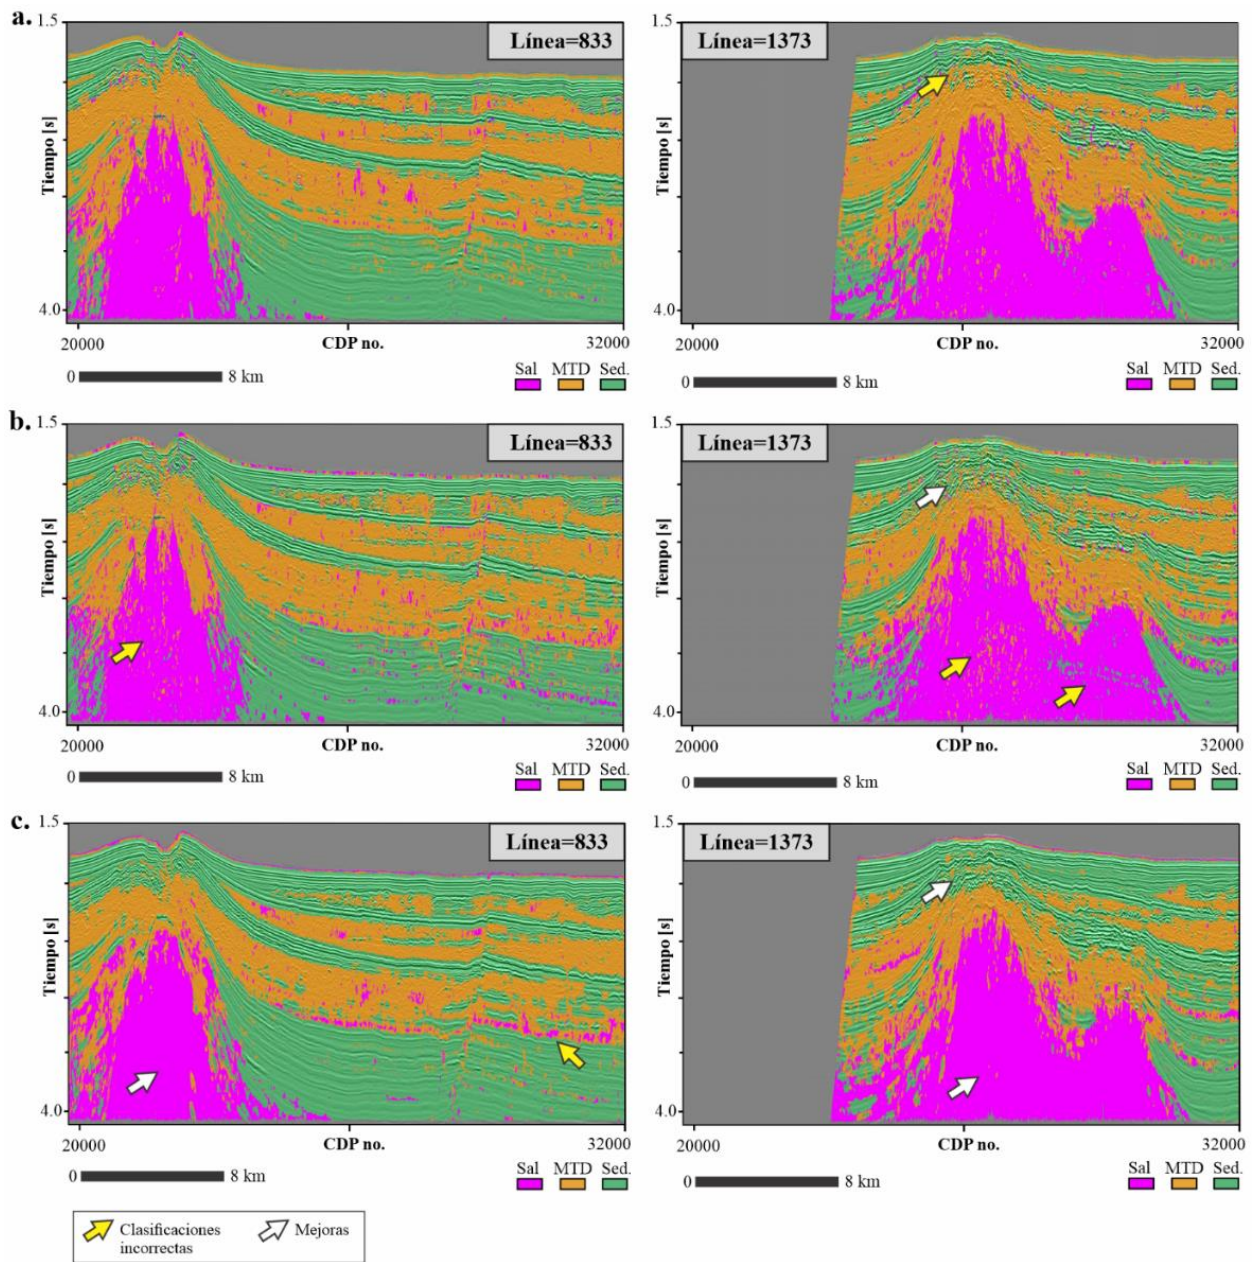 a.
1.5
Línea=833
Línea=1373
1.5
Tiempo [s]
Tiempo [s]
4.0
4.0
20000
CDP no.
32000
20000
CDP no.
32000
0
8 km
Sal
MTD
Sed.
0
8 km
Sal
MTD
Sed.
b.
1.5
Línea=833
1.5
Línea=1373
Tiempo [s]
Tiempo [s]
4.0
4.0
20000
CDP no.
32000
20000
CDP no.
32000
0
8 km
Sal
MTD
Sed.
0
8 km
Sal
MTD
Sed.
c.
1.5
Línea=833
1.5
Línea=1373
Tiempo [s]
Tiempo [s]
4.0
4.0
20000
CDP no.
32000
20000
CDP no.
32000
0
8 km
Sal
MTD
Sed.
0
8 km
Sal
MTD
Sed.
Clasificaciones
incorrectas
Mejoras